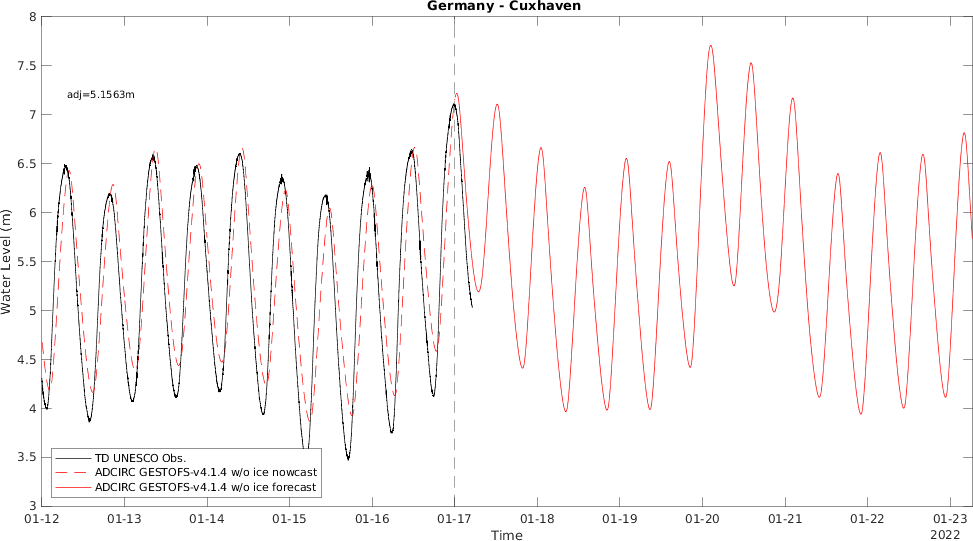 Germany - Cuxhaven
8
7.5
7
6.5
6
5.5
5
4.5
4
3.5
3
Water Level (m)
adj=5.1563m
TD UNESCO Obs.
ADCIRC GESTOFS-v4.1.4 w/o ice nowcast
ADCIRC GESTOFS-v4.1.4 w/o ice forecast
01-12 01-13 01-14 01-15 01-16 01-17 01-18 01-19 01-20 01-21 01-22 01-23
Time
2022